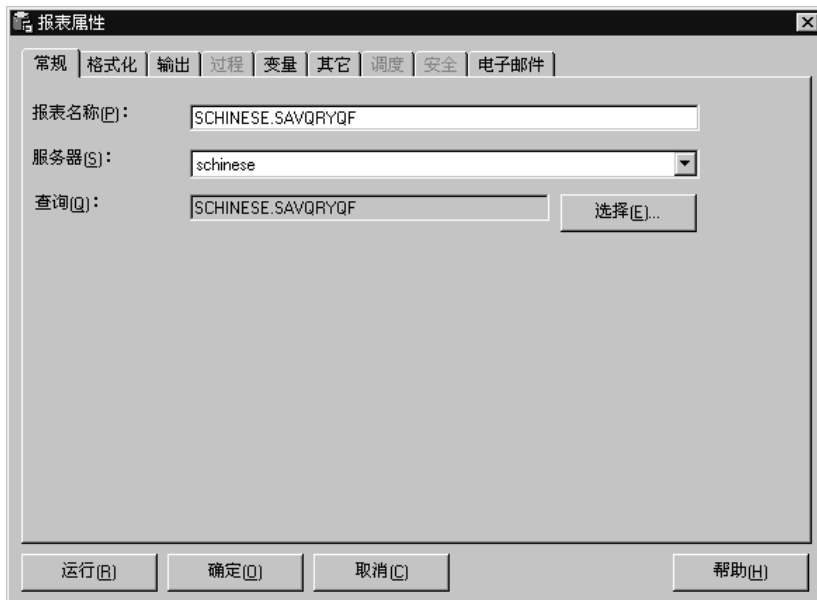 报表属性
常规 格式化 输出 过程 变量 其它 调度 安全 电子邮件
报表名称(P): SCHINESE.SAVQRYQF
服务器(S): schinese
查询(Q): SCHINESE.SAVQRYQF 选择(E)...
运行(R) 确定(O) 取消(C) 帮助(H)